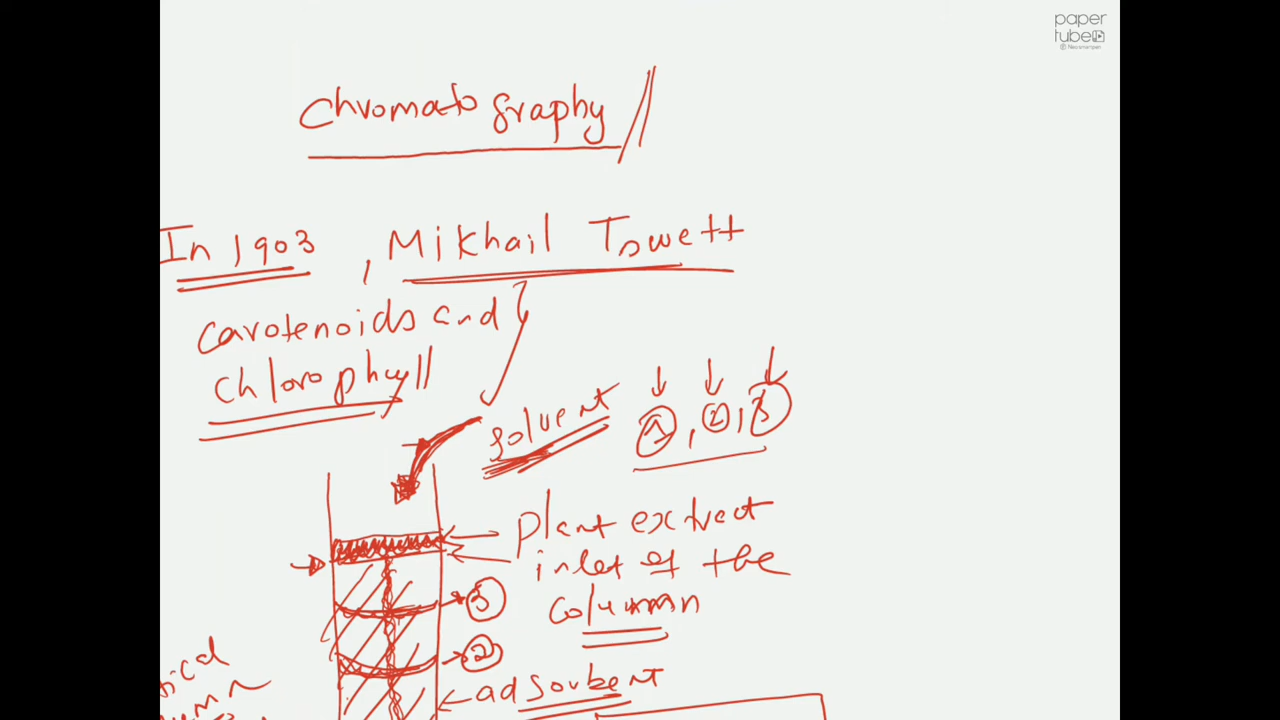 paper
tube
© Neosmartpen
Chromatography
In 1903, Mikhail Tswett
carotenoids and
chlorophyll
solvent
1, 2, 3
plant extract
inlet of the
column
3
2
adsorbent